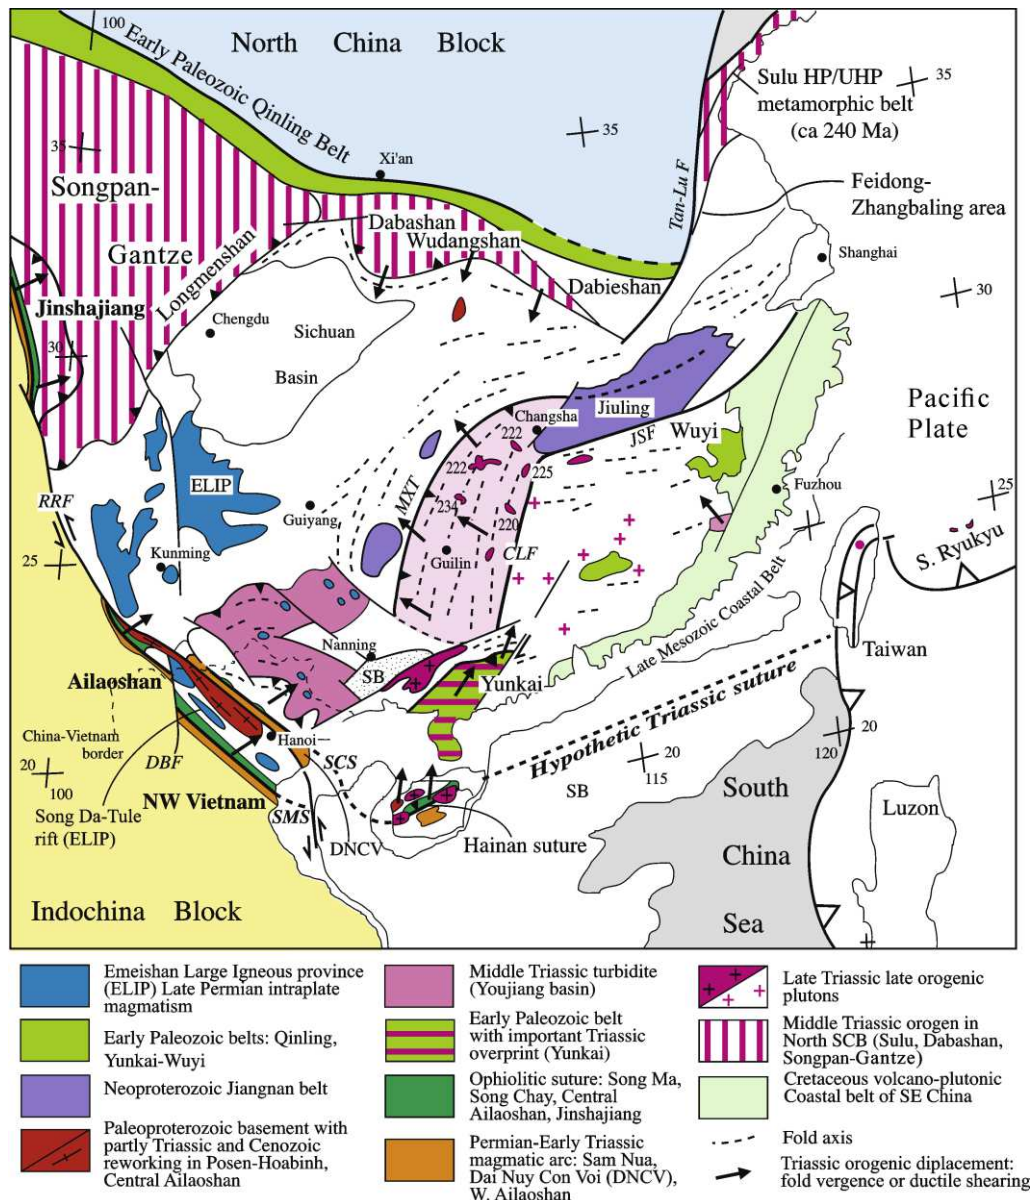 100
North China Block
Early Paleozoic Qinling Belt
35
Sulu HP/UHP
metamorphic belt
(ca 240 Ma)
35
35
Xi'an
Tan-Lu F
Feidong-
Zhangbaling area
Songpan-
Gantze
Dabashan
Wudangshan
Dabieshan
Shanghai
Longmenshan
Jinshajiang
30
Chengdu
Sichuan
Basin
30
Pacific
Plate
Changsha
Jiuling
222
JSF
Wuyi
ELIP
222
225
MXT
234
220
Fuzhou
25
RRF
Guiyang
Kunming
25
Guilin
CLF
S. Ryukyu
Late Mesozoic Coastal Belt
Taiwan
Nanning
SB
Yunkai
Ailaoshan
China-Vietnam
border
Hanoi
Hypothetic Triassic suture
20
120
20
115
20
100
DBF
SCS
SB
NW Vietnam
SMS
Song Da-Tule
rift (ELIP)
DNCV
Hainan suture
South
China
Sea
Luzon
Indochina Block
Emeishan Large Igneous province
(ELIP) Late Permian intraplate
magmatism
Early Paleozoic belts: Qinling,
Yunkai-Wuyi
Neoproterozoic Jiangnan belt
Paleoproterozoic basement with
partly Triassic and Cenozoic
reworking in Posen-Hoabinh,
Central Ailaoshan
Middle Triassic turbidite
(Youjiang basin)
Early Paleozoic belt
with important Triassic
overprint (Yunkai)
Ophiolitic suture: Song Ma,
Song Chay, Central
Ailaoshan, Jinshajiang
Permian-Early Triassic
magmatic arc: Sam Nua,
Dai Nuy Con Voi (DNCV),
W. Ailaoshan
Late Triassic late orogenic
plutons
Middle Triassic orogen in
North SCB (Sulu, Dabashan,
Songpan-Gantze)
Cretaceous volcano-plutonic
Coastal belt of SE China
Fold axis
Triassic orogenic diplacement:
fold vergence or ductile shearing